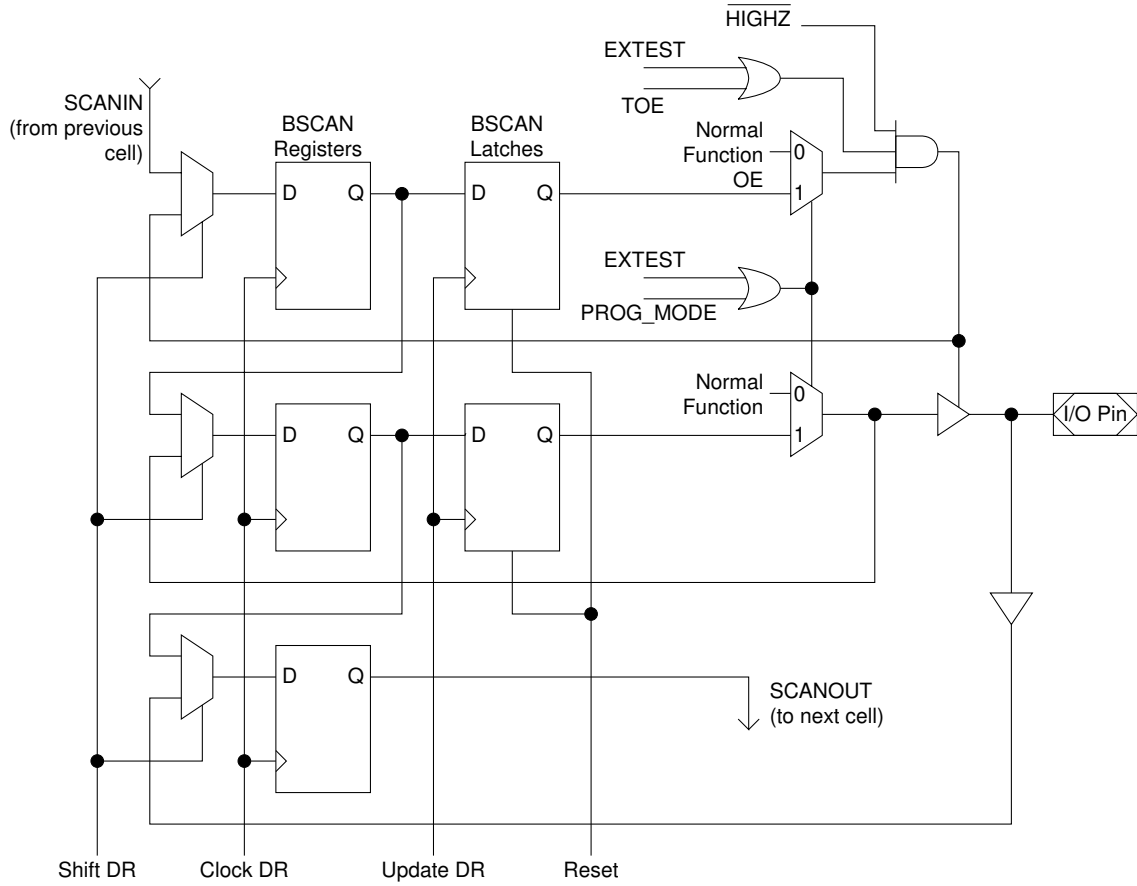 HIGHZ
EXTEST
TOE
SCANIN
(from previous
cell)
BSCAN
Registers
BSCAN
Latches
Normal
Function
OE
0
1
D
Q
D
Q
EXTEST
PROG_MODE
Normal
Function
0
1
D
Q
D
Q
I/O Pin
D
Q
SCANOUT
(to next cell)
Shift DR
Clock DR
Update DR
Reset